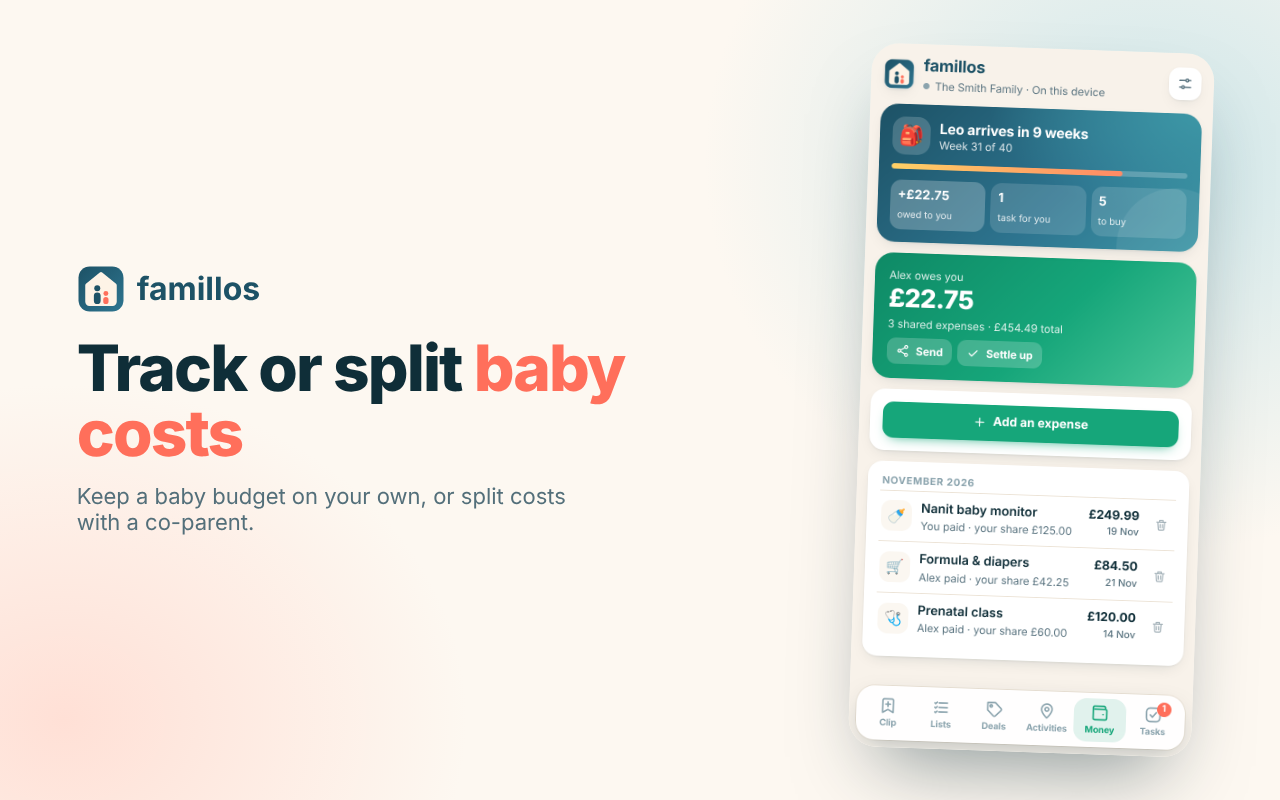 famillos
Track or split baby
costs
Keep a baby budget on your own, or split costs
with a co-parent.
famillos
The Smith Family · On this device
Leo arrives in 9 weeks
Week 31 of 40
+£22.75
owed to you
1
task for you
5
to buy
Alex owes you
£22.75
3 shared expenses · £454.49 total
Send
Settle up
+ Add an expense
NOVEMBER 2026
Nanit baby monitor £249.99
You paid · your share £125.00 19 Nov
Formula & diapers £84.50
Alex paid · your share £42.25 21 Nov
Prenatal class £120.00
Alex paid · your share £60.00 14 Nov
1
Clip Lists Deals Activities Money Tasks